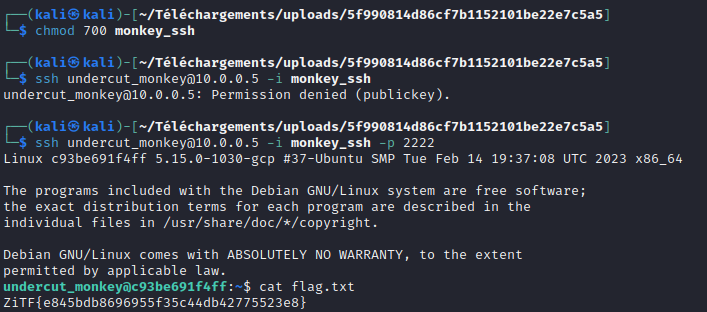 ┌──(kali㉿kali)-[~/Téléchargements/uploads/5f990814d86cf7b1152101be22e7c5a5]
└─$ chmod 700 monkey_ssh
┌──(kali㉿kali)-[~/Téléchargements/uploads/5f990814d86cf7b1152101be22e7c5a5]
└─$ ssh undercut_monkey@10.0.0.5 -i monkey_ssh
undercut_monkey@10.0.0.5: Permission denied (publickey).
┌──(kali㉿kali)-[~/Téléchargements/uploads/5f990814d86cf7b1152101be22e7c5a5]
└─$ ssh undercut_monkey@10.0.0.5 -i monkey_ssh -p 2222
Linux c93be691f4ff 5.15.0-1030-gcp #37-Ubuntu SMP Tue Feb 14 19:37:08 UTC 2023 x86_64
The programs included with the Debian GNU/Linux system are free software;
the exact distribution terms for each program are described in the
individual files in /usr/share/doc/*/copyright.
Debian GNU/Linux comes with ABSOLUTELY NO WARRANTY, to the extent
permitted by applicable law.
undercut_monkey@c93be691f4ff:~$ cat flag.txt
ZiTF{e845bdb8696955f35c44db42775523e8}